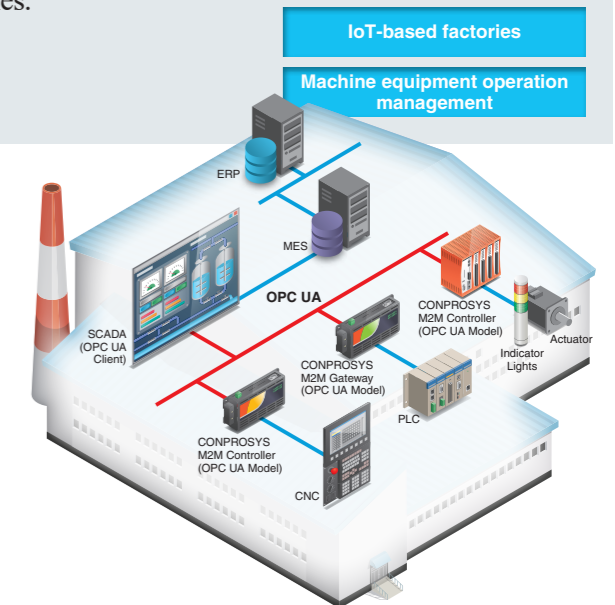 es.
IoT-based factories
Machine equipment operation
management
ERP
MES
OPC UA
SCADA
(OPC UA
Client)
CONPROSYS
M2M Controller
(OPC UA Model)
Indicator
Lights
Actuator
CONPROSYS
M2M Gateway
(OPC UA Model)
PLC
CONPROSYS
M2M Controller
(OPC UA Model)
CNC